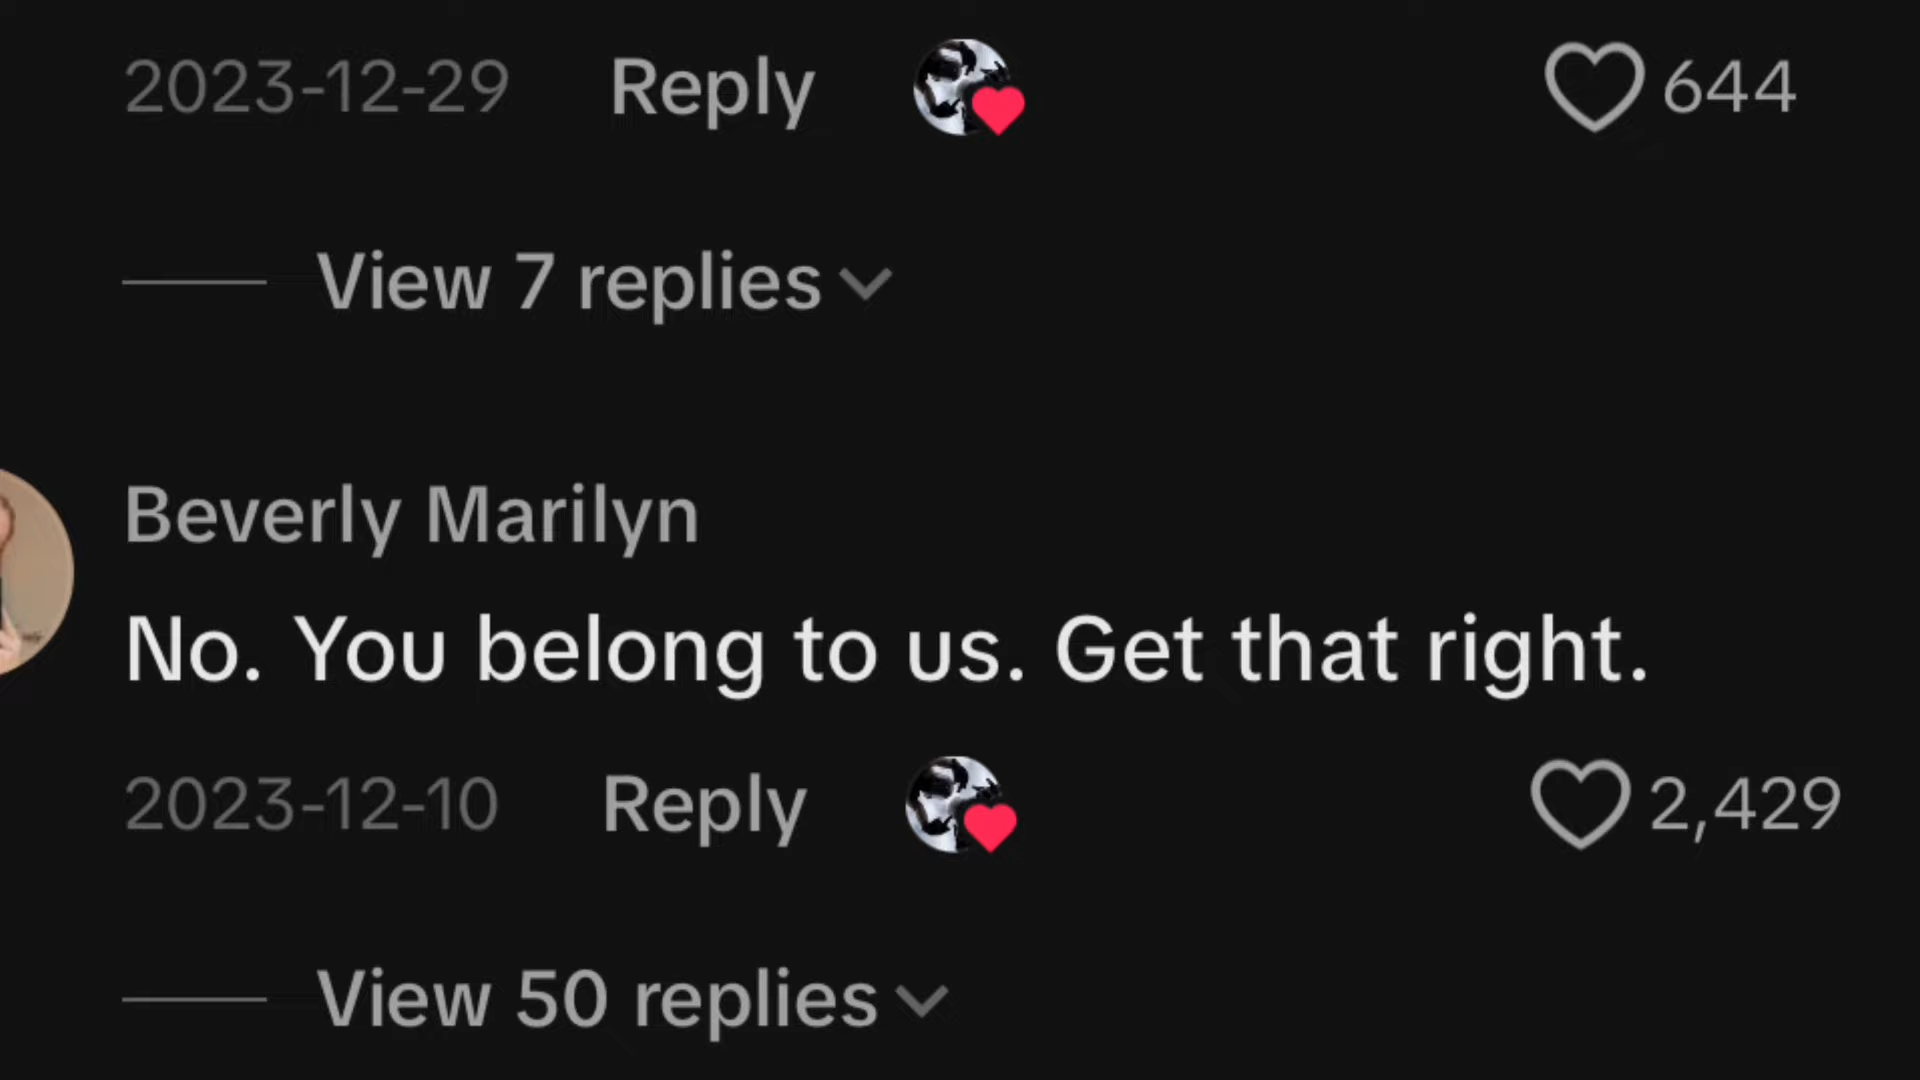 2023-12-29 Reply 644
View 7 replies
Beverly Marilyn
No. You belong to us. Get that right.
2023-12-10 Reply 2,429
View 50 replies